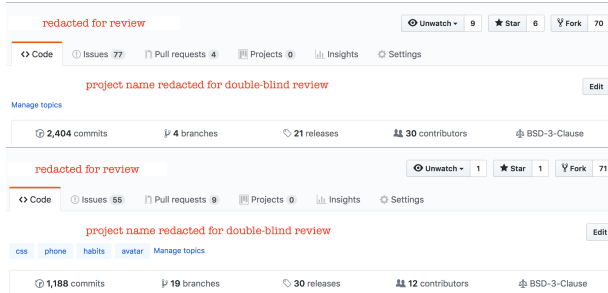 redacted for review Unwatch 9 Star 6 Fork 70
<> Code Issues 77 Pull requests 4 Projects 0 Insights Settings
project name redacted for double-blind review Edit
Manage topics
2,404 commits 4 branches 21 releases 30 contributors BSD-3-Clause
redacted for review Unwatch 1 Star 1 Fork 71
<> Code Issues 55 Pull requests 9 Projects 0 Insights Settings
project name redacted for double-blind review Edit
css phone habits avatar Manage topics
1,188 commits 19 branches 30 releases 12 contributors BSD-3-Clause